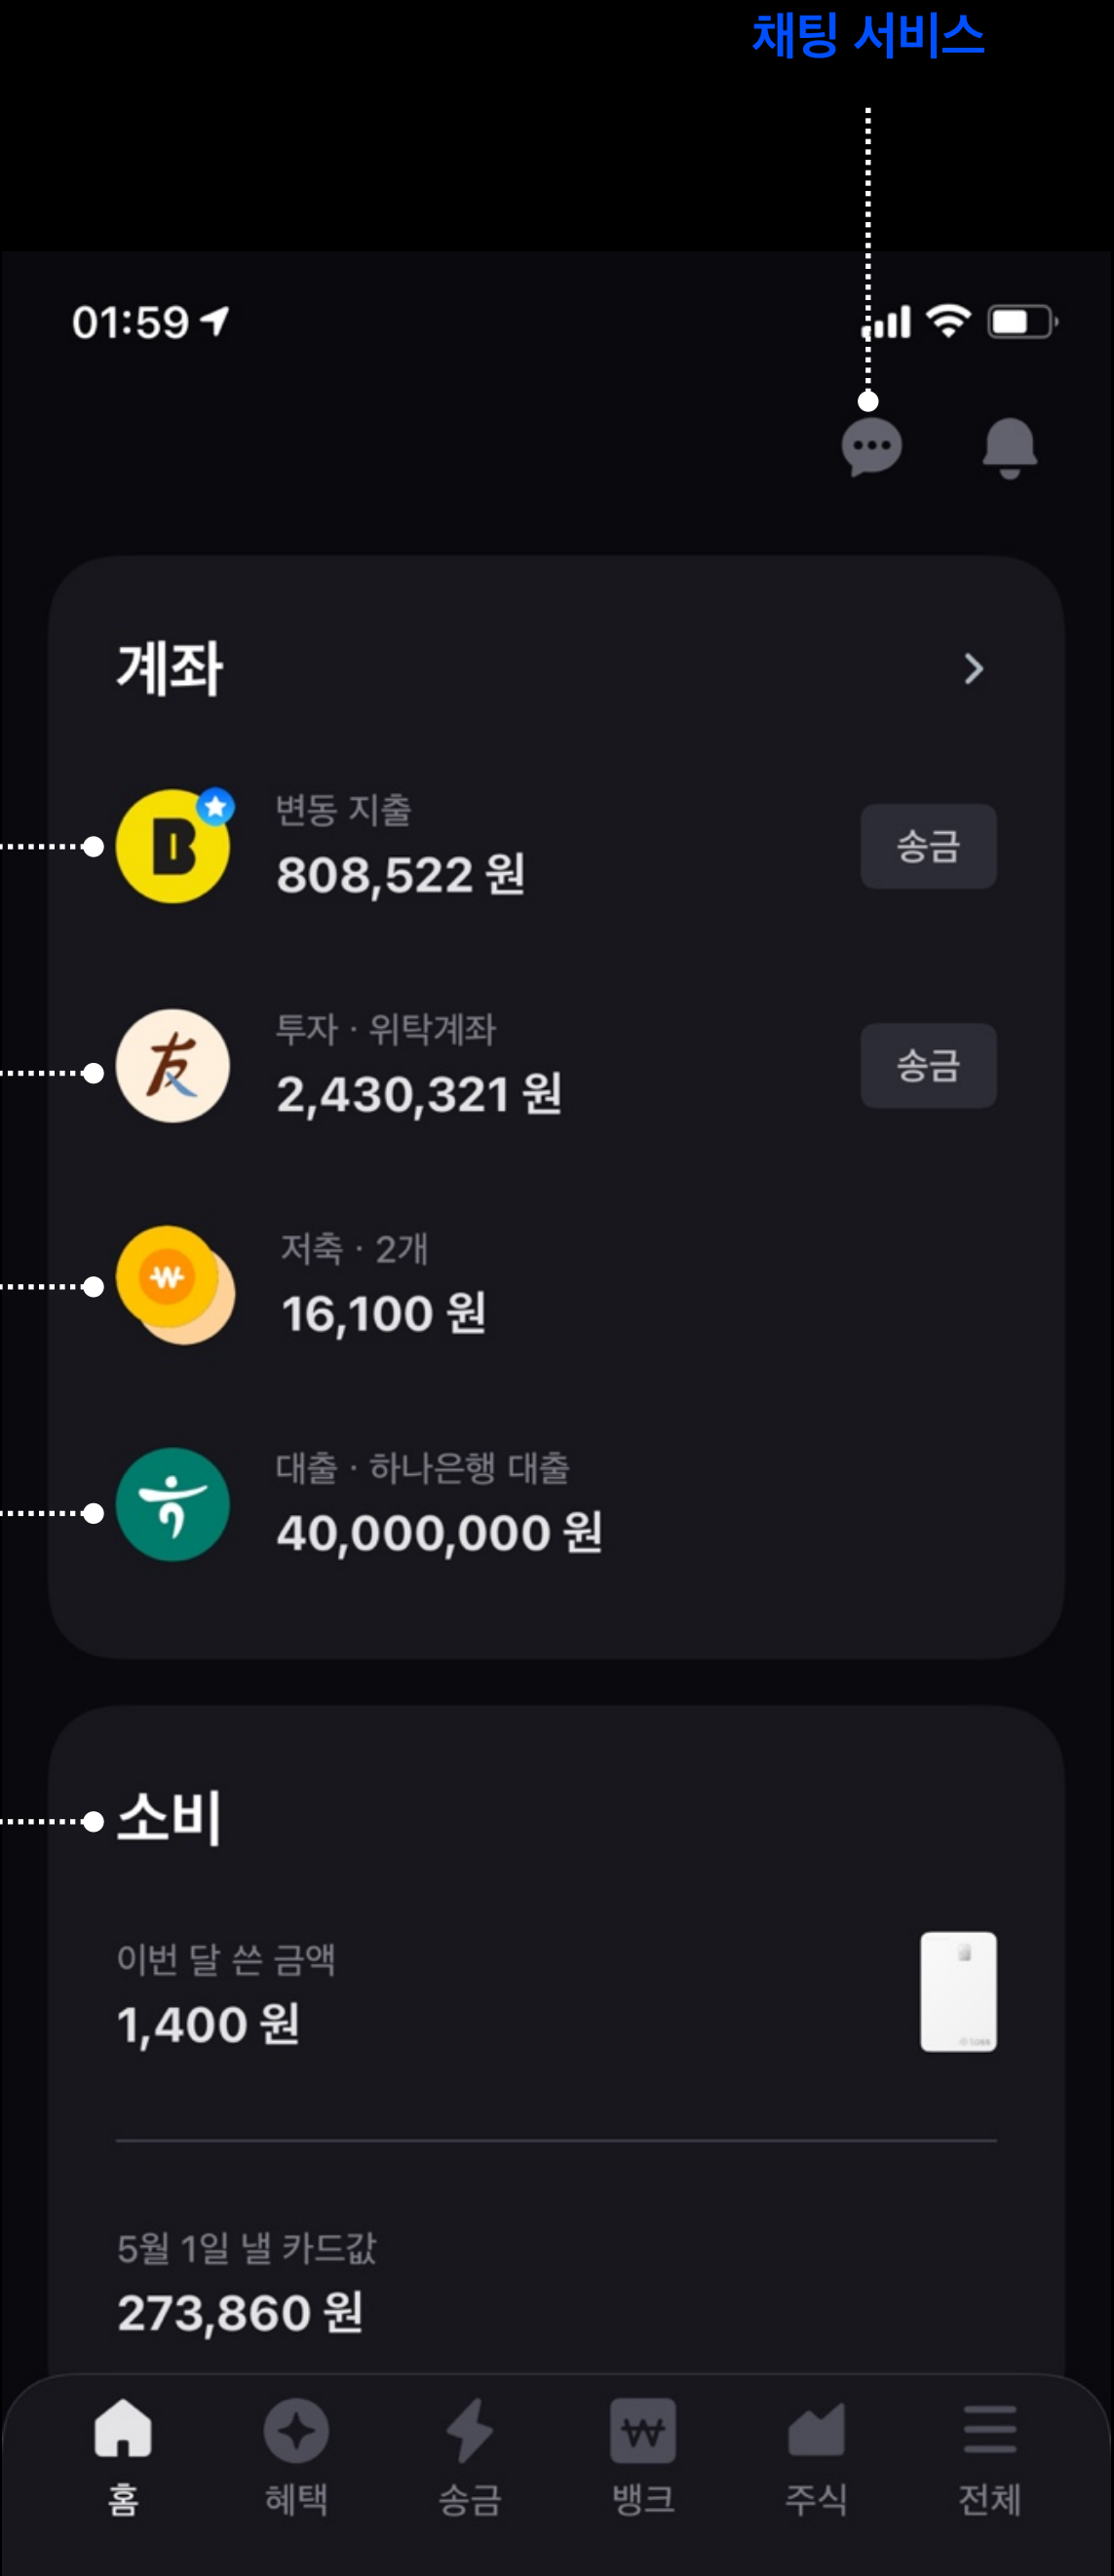 채팅 서비스
01:59
계좌
변동 지출
808,522 원
송금
투자 · 위탁계좌
2,430,321 원
송금
저축 · 2개
16,100 원
대출 · 하나은행 대출
40,000,000 원
소비
이번 달 쓴 금액
1,400 원
toss
5월 1일 낼 카드값
273,860 원
홈
혜택
송금
뱅크
주식
전체